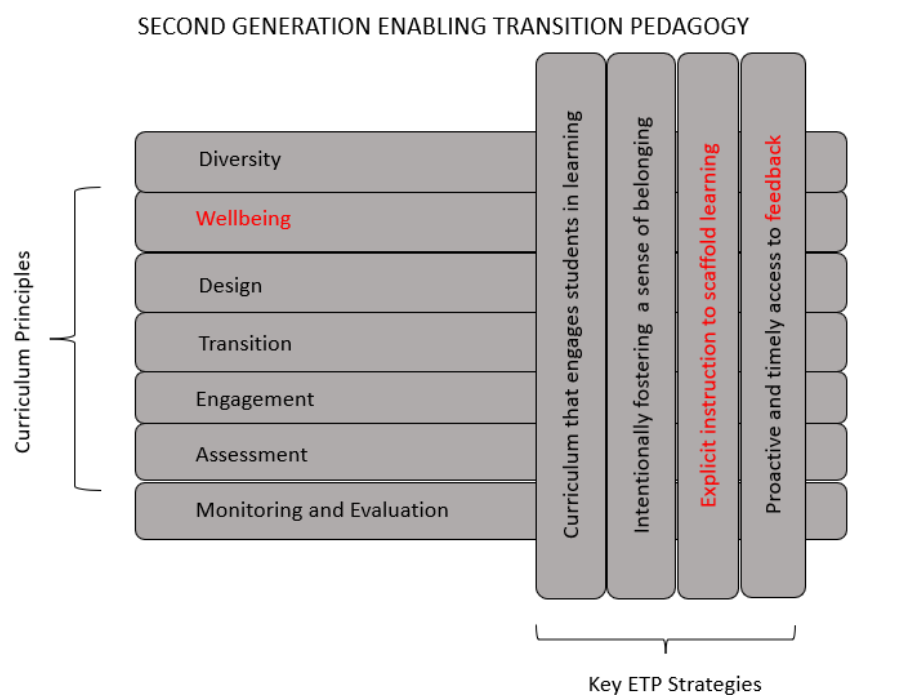 SECOND GENERATION ENABLING TRANSITION PEDAGOGY
Curriculum Principles
Diversity
Wellbeing
Design
Transition
Engagement
Assessment
Monitoring and Evaluation
Curriculum that engages students in learning
Intentionally fostering a sense of belonging
Explicit instruction to scaffold learning
Proactive and timely access to feedback
Key ETP Strategies